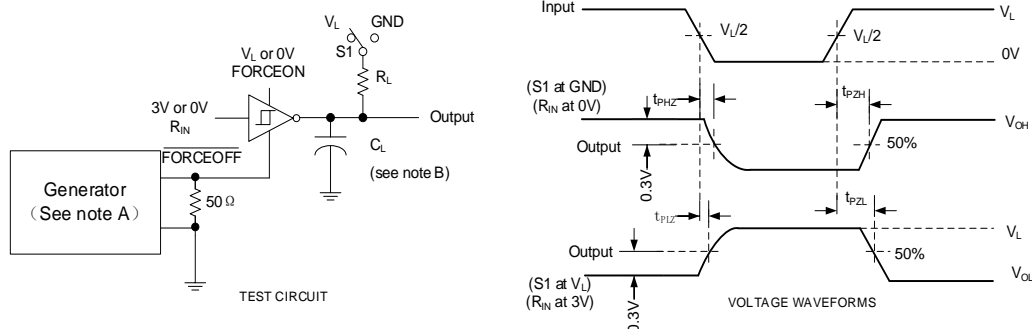 V_L GND
S1
V_L or 0V
FORCEON
R_L
3V or 0V
R_IN
Output
FORCEOFF
C_L
(see note B)
Generator
（See note A）
50Ω
TEST CIRCUIT
Input
V_L
V_L/2
V_L/2
0V
(S1 at GND)
(R_IN at 0V)
t_PHZ
t_PZH
V_OH
Output
50%
0.3V
t_PLZ
t_PZL
V_L
Output
50%
V_OL
(S1 at V_L)
(R_IN at 3V)
0.3V
VOLTAGE WAVEFORMS